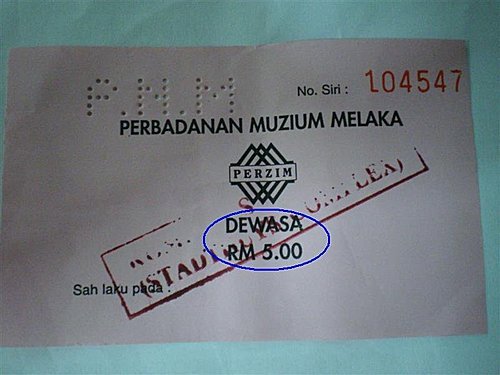 P.M.M
No. Siri : 104547
PERBADANAN MUZIUM MELAKA
PERZIM
DEWASA
RM 5.00
Sah laku pada :